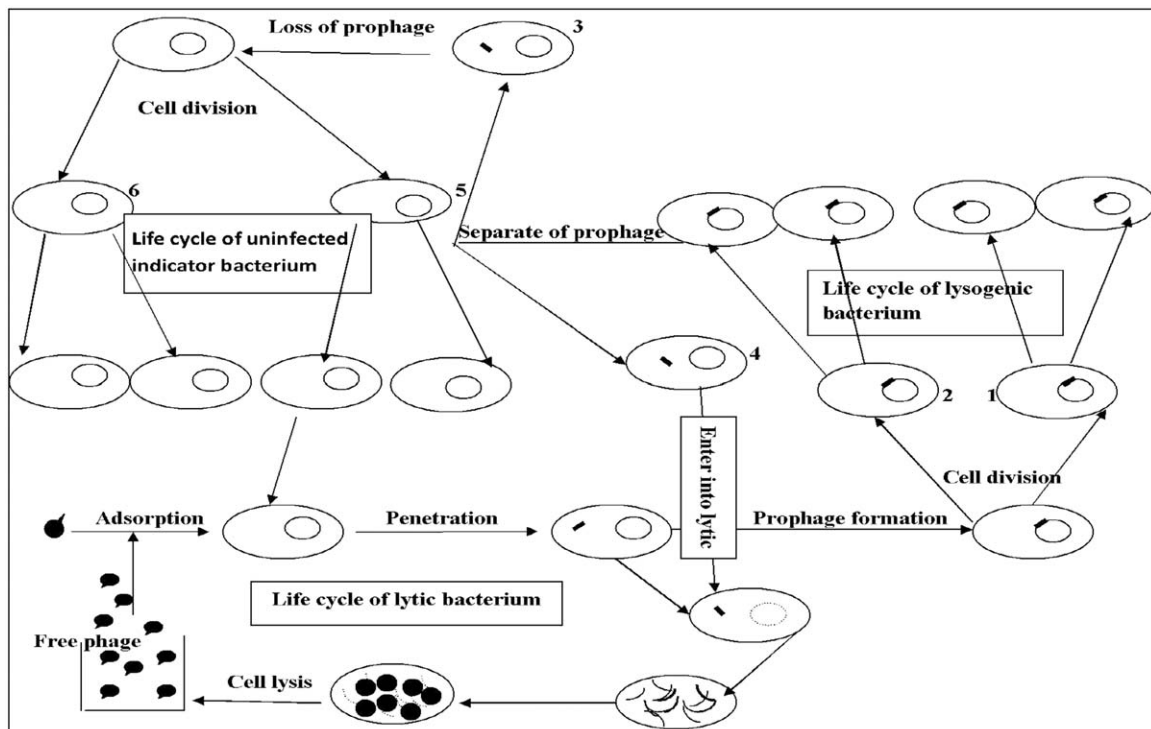 Loss of prophage
3
Cell division
6
5
Life cycle of uninfected
indicator bacterium
Separate of prophage
Life cycle of lysogenic
bacterium
4
2
1
Enter into lytic
Cell division
Adsorption
Penetration
Prophage formation
Life cycle of lytic bacterium
Free phage
Cell lysis